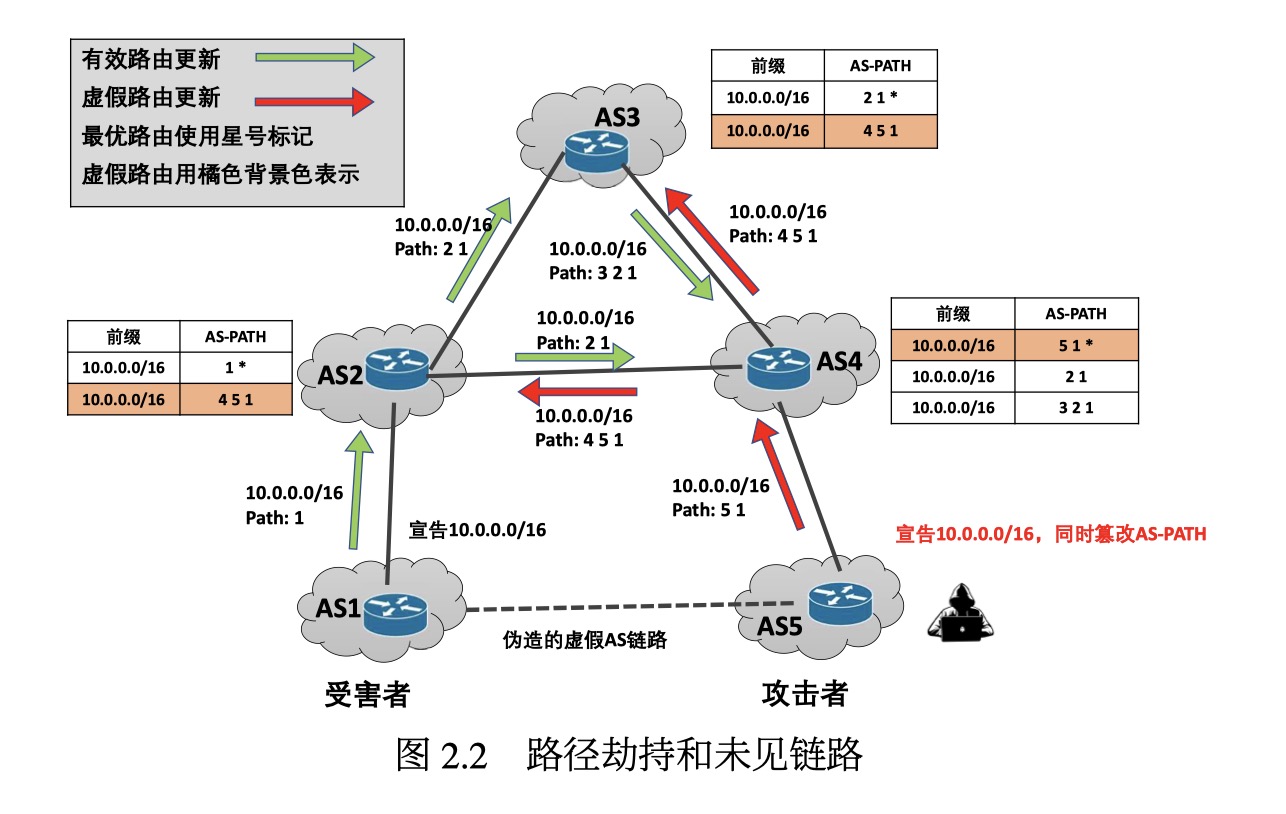 有效路由更新
虚假路由更新
最优路由使用星号标记
虚假路由用橘色背景色表示
前缀 AS-PATH
10.0.0.0/16 2 1 *
10.0.0.0/16 4 5 1
AS3
10.0.0.0/16
Path: 2 1
10.0.0.0/16
Path: 3 2 1
10.0.0.0/16
Path: 4 5 1
前缀 AS-PATH
10.0.0.0/16 1 *
10.0.0.0/16 4 5 1
AS2
10.0.0.0/16
Path: 2 1
10.0.0.0/16
Path: 4 5 1
AS4
前缀 AS-PATH
10.0.0.0/16 5 1 *
10.0.0.0/16 2 1
10.0.0.0/16 3 2 1
10.0.0.0/16
Path: 1
宣告10.0.0.0/16
10.0.0.0/16
Path: 5 1
宣告10.0.0.0/16，同时篡改AS-PATH
AS1
伪造的虚假AS链路
AS5
受害者
攻击者
图 2.2 路径劫持和未见链路